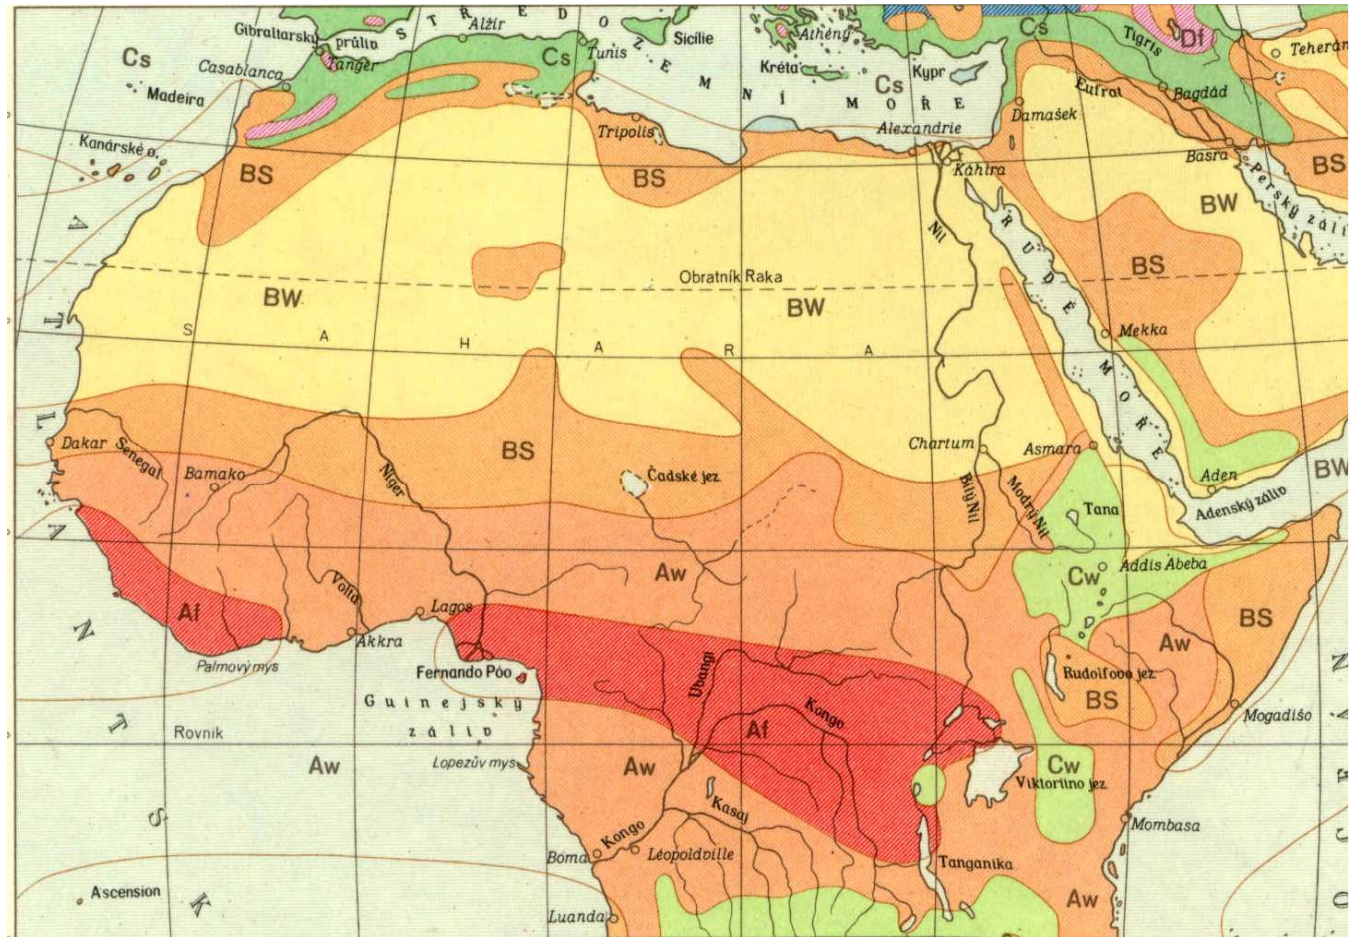 STŘEDO
ZEMNÍ MOŘE
Gibraltarský průliv
Alžír
Cs
Tanger
Cs
Tunis
Sicílie
Athény
Kréta
Cs
Kypr
Cs
Tigris
Df
Teherán
Casablanca
Madeira
Kanárské o.
Tripolis
Alexandrie
Damašek
Eufrat
Bagdád
Basra
BS
BS
BS
Káhira
Perský záli
BW
Nil
RUDÉ MOŘE
BS
Obratník Raka
BW
BW
SAHARA
Mekka
ATLANTSK
Dakar
Senegal
Bamako
Niger
BS
Čadské jez.
Chartum
Asmara
Bílý Nil
Modrý Nil
Tana
Aden
Adenský záliv
BW
Aw
Cw
Addis Abeba
Af
Volta
Lagos
Akkra
Palmový mys
Fernando Póo
Guinejský
záliv
Ubangi
Kongo
Af
Aw
BS
Rudolfovo jez.
BS
Mogadišo
Rovník
Aw
Lopezův mys
Aw
Cw
Viktoriino jez.
Kasaj
Kongo
Boma
Léopoldville
Mombasa
Tanganika
Ascension
Luanda
Aw